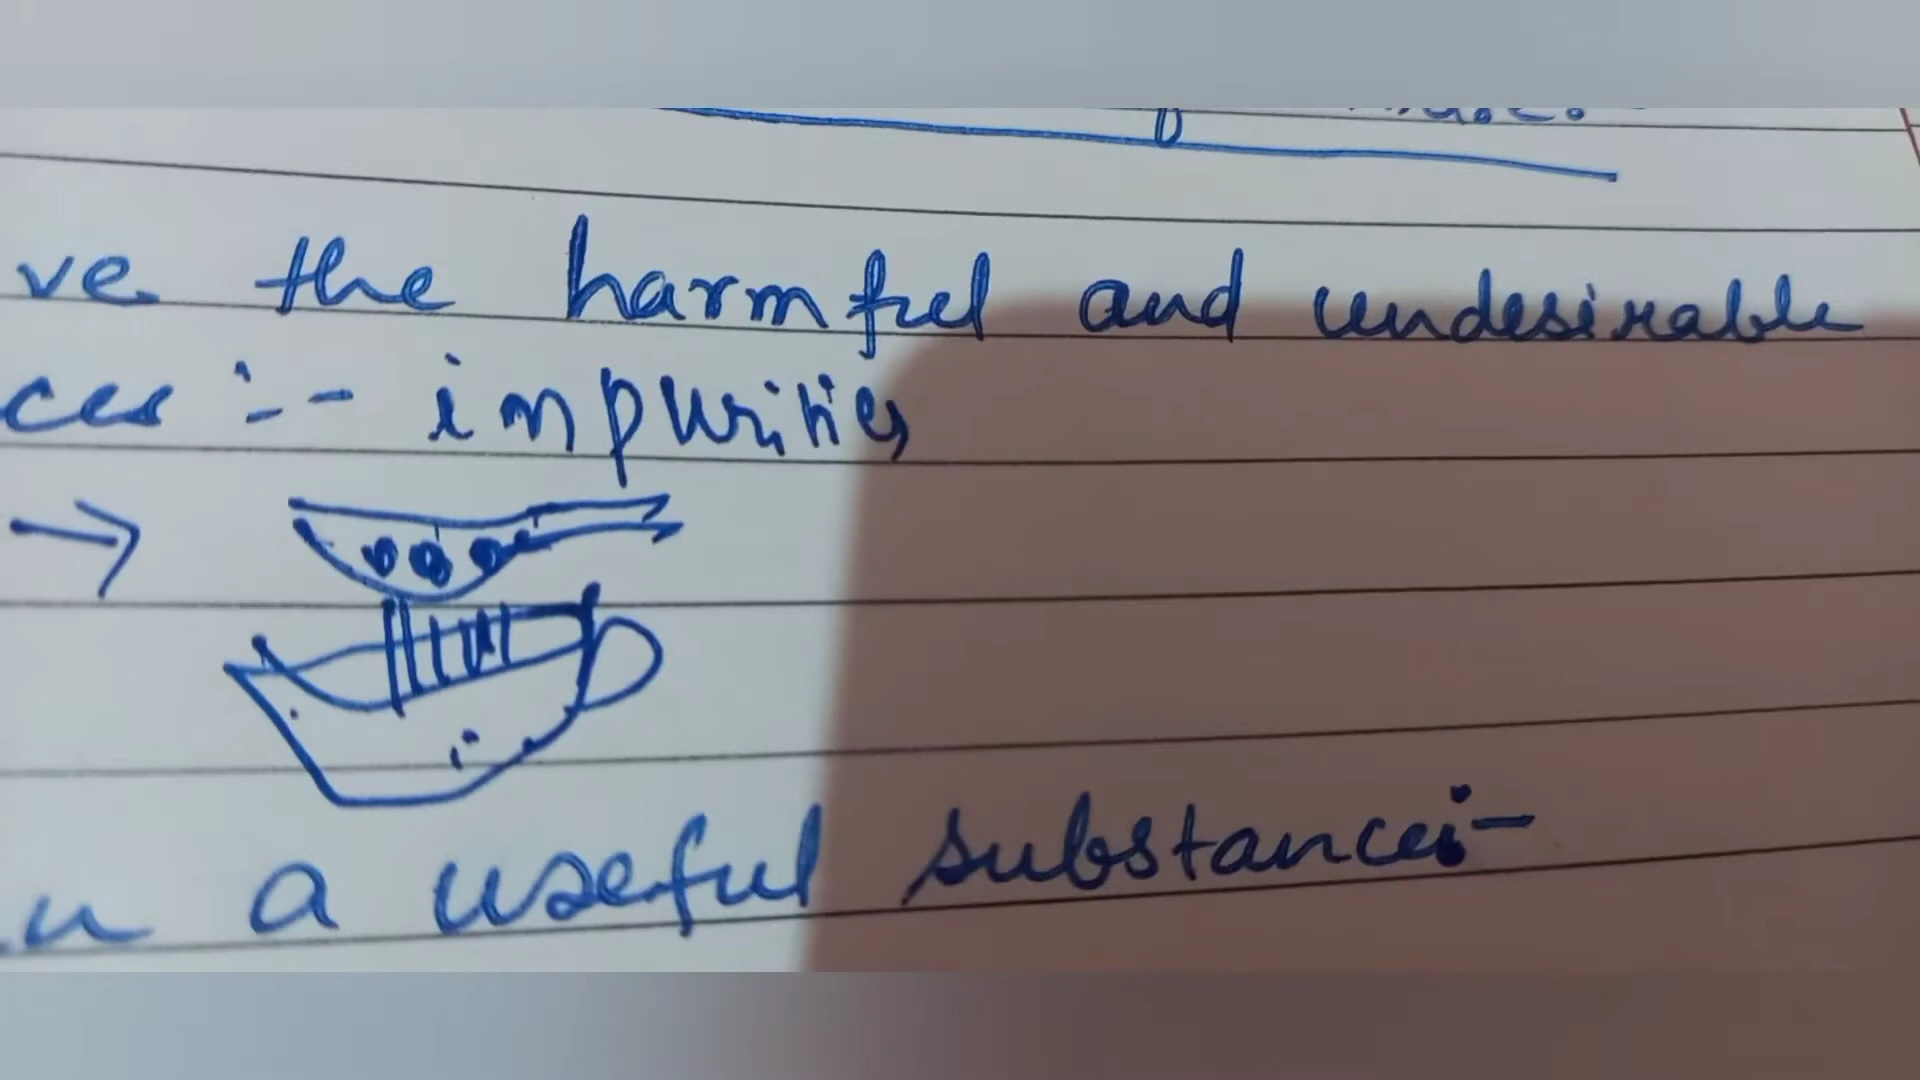 ve the harmful and undesirable
ces :- impurities
→
a useful substance:-